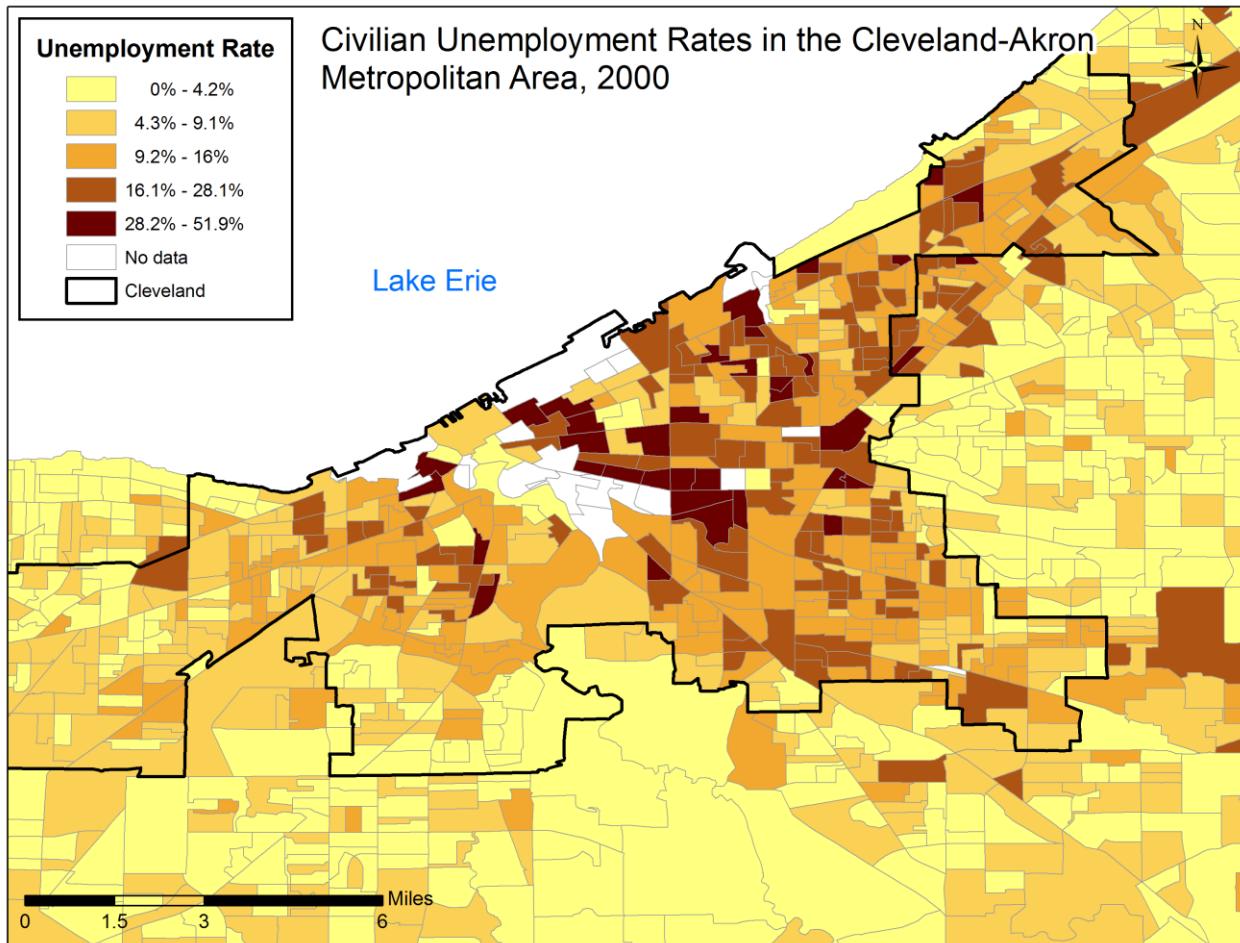 Civilian Unemployment Rates in the Cleveland-Akron
Metropolitan Area, 2000
N
Unemployment Rate
0% - 4.2%
4.3% - 9.1%
9.2% - 16%
16.1% - 28.1%
28.2% - 51.9%
No data
Cleveland
Lake Erie
Miles
0 1.5 3 6